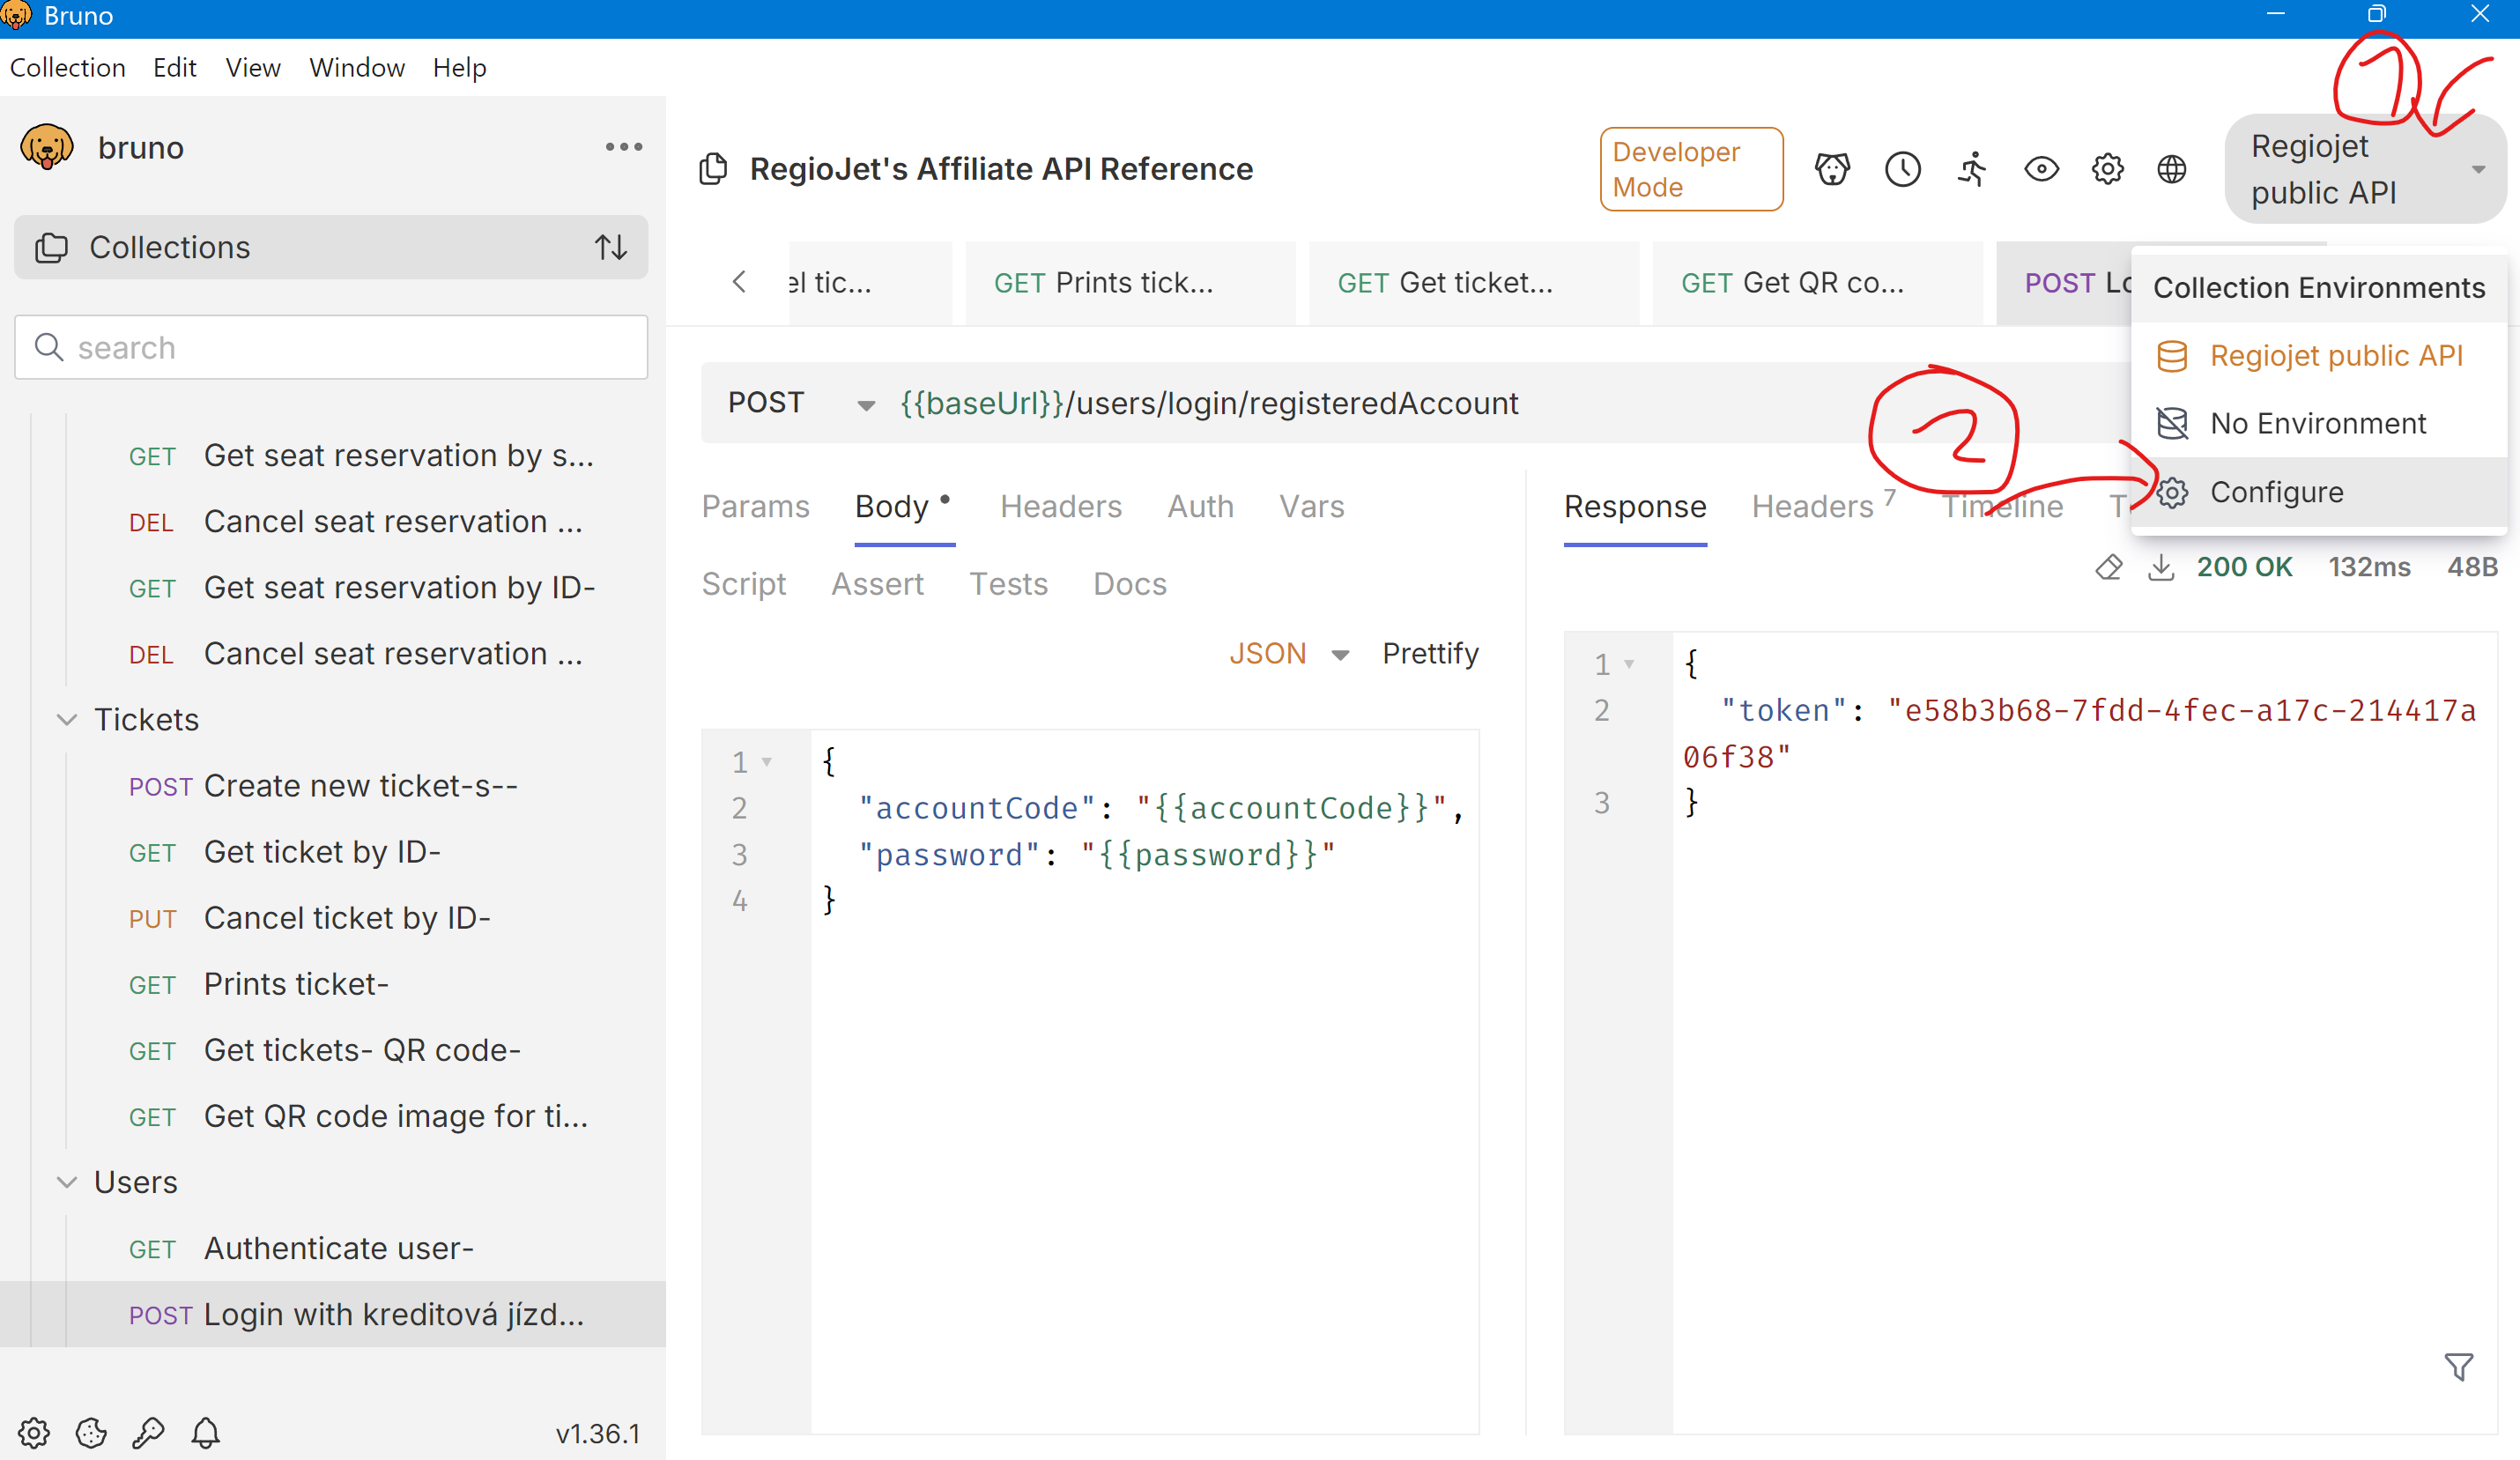 Bruno
Collection Edit View Window Help
bruno
Collections
search
GET Get seat reservation by s...
DEL Cancel seat reservation ...
GET Get seat reservation by ID-
DEL Cancel seat reservation ...
Tickets
POST Create new ticket-s--
GET Get ticket by ID-
PUT Cancel ticket by ID-
GET Prints ticket-
GET Get tickets- QR code-
GET Get QR code image for ti...
Users
GET Authenticate user-
POST Login with kreditová jízd...
v1.36.1
RegioJet's Affiliate API Reference
Developer
Mode
Regiojet
public API
1
el tic...
GET Prints tick...
GET Get ticket...
GET Get QR co...
POST Lo
Collection Environments
Regiojet public API
No Environment
Configure
2
POST {{baseUrl}}/users/login/registeredAccount
Params Body Headers Auth Vars
Script Assert Tests Docs
JSON Prettify
1 {
2 "accountCode": "{{accountCode}}",
3 "password": "{{password}}"
4 }
Response Headers 7 Timeline T
200 OK 132ms 48B
1 {
2 "token": "e58b3b68-7fdd-4fec-a17c-214417a
06f38"
3 }